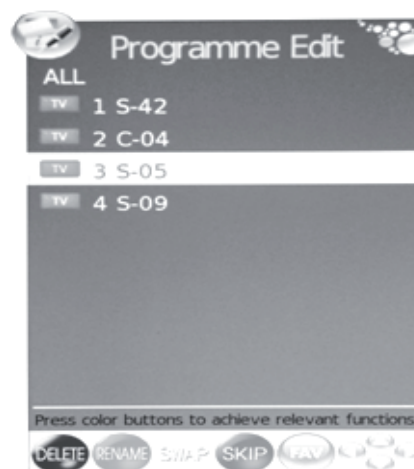 Programme Edit
ALL
TV 1 S-42
TV 2 C-04
TV 3 S-05
TV 4 S-09
Press color buttons to achieve relevant functions
DELETE RENAME SWAP SKIP FAV